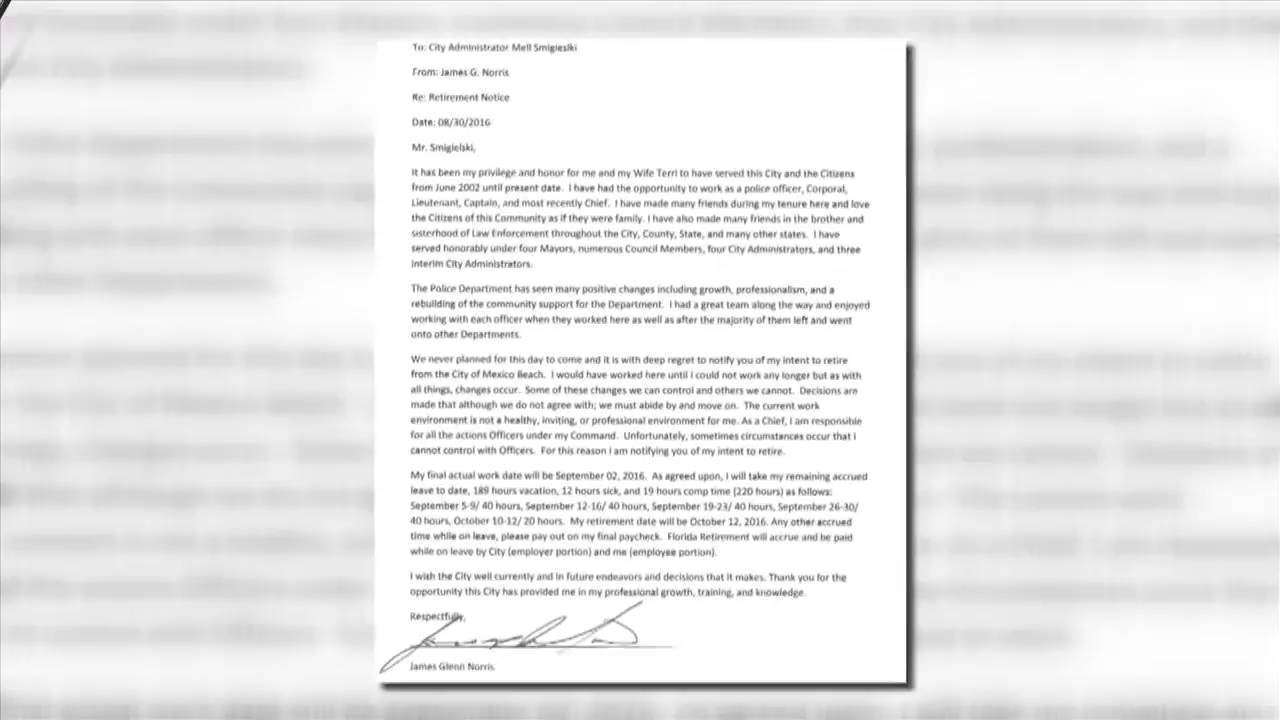 To: City Administrator Mell Smigieslki
From: James G. Norris
Re: Retirement Notice
Date: 08/30/2016
Mr. Smigielski,
It has been my privilege and honor for me and my Wife Terri to have served this City and the Citizens
from June 2002 until present date. I have had the opportunity to work as a police officer, Corporal,
Lieutenant, Captain, and most recently Chief. I have made many friends during my tenure here and love
the Citizens of this Community as if they were family. I have also made many friends in the brother and
sisterhood of Law Enforcement throughout the City, County, State, and many other states. I have
served honorably under four Mayors, numerous Council Members, four City Administrators, and three
interim City Administrators.
The Police Department has seen many positive changes including growth, professionalism, and a
rebuilding of the community support for the Department. I had a great team along the way and enjoyed
working with each officer when they worked here as well as after the majority of them left and went
onto other Departments.
We never planned for this day to come and it is with deep regret to notify you of my intent to retire
from the City of Mexico Beach. I would have worked here until I could not work any longer but as with
all things, changes occur. Some of these changes we can control and others we cannot. Decisions are
made that although we do not agree with; we must abide by and move on. The current work
environment is not a healthy, inviting, or professional environment for me. As a Chief, I am responsible
for all the actions Officers under my Command. Unfortunately, sometimes circumstances occur that I
cannot control with Officers. For this reason I am notifying you of my intent to retire.
My final actual work date will be September 02, 2016. As agreed upon, I will take my remaining accrued
leave to date, 189 hours vacation, 12 hours sick, and 19 hours comp time (220 hours) as follows:
September 5-9/ 40 hours, September 12-16/ 40 hours, September 19-23/ 40 hours, September 26-30/
40 hours, October 10-12/ 20 hours. My retirement date will be October 12, 2016. Any other accrued
time while on leave, please pay out on my final paycheck. Florida Retirement will accrue and be paid
while on leave by City (employer portion) and me (employee portion).
I wish the City well currently and in future endeavors and decisions that it makes. Thank you for the
opportunity this City has provided me in my professional growth, training, and knowledge.
Respectfully,
James Glenn Norris